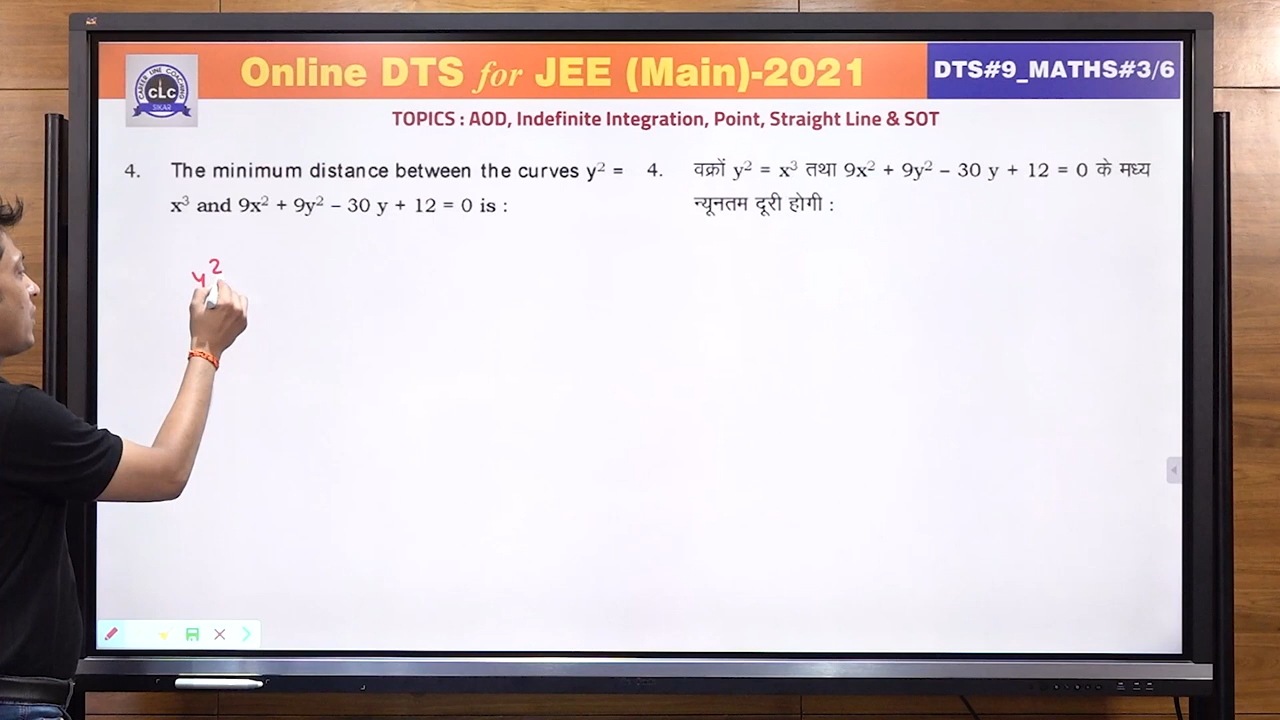 Online DTS for JEE (Main)-2021
DTS#9_MATHS#3/6
CLC
SIKAR
TOPICS : AOD, Indefinite Integration, Point, Straight Line & SOT
4. The minimum distance between the curves y² =
x³ and 9x² + 9y² – 30 y + 12 = 0 is :
4. वक्रों y² = x³ तथा 9x² + 9y² – 30 y + 12 = 0 के मध्य
न्यूनतम दूरी होगी :
y²